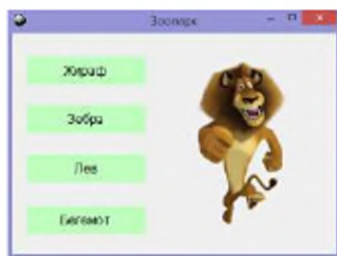 Зоопарк
Жираф
Зебра
Лев
Бегемот